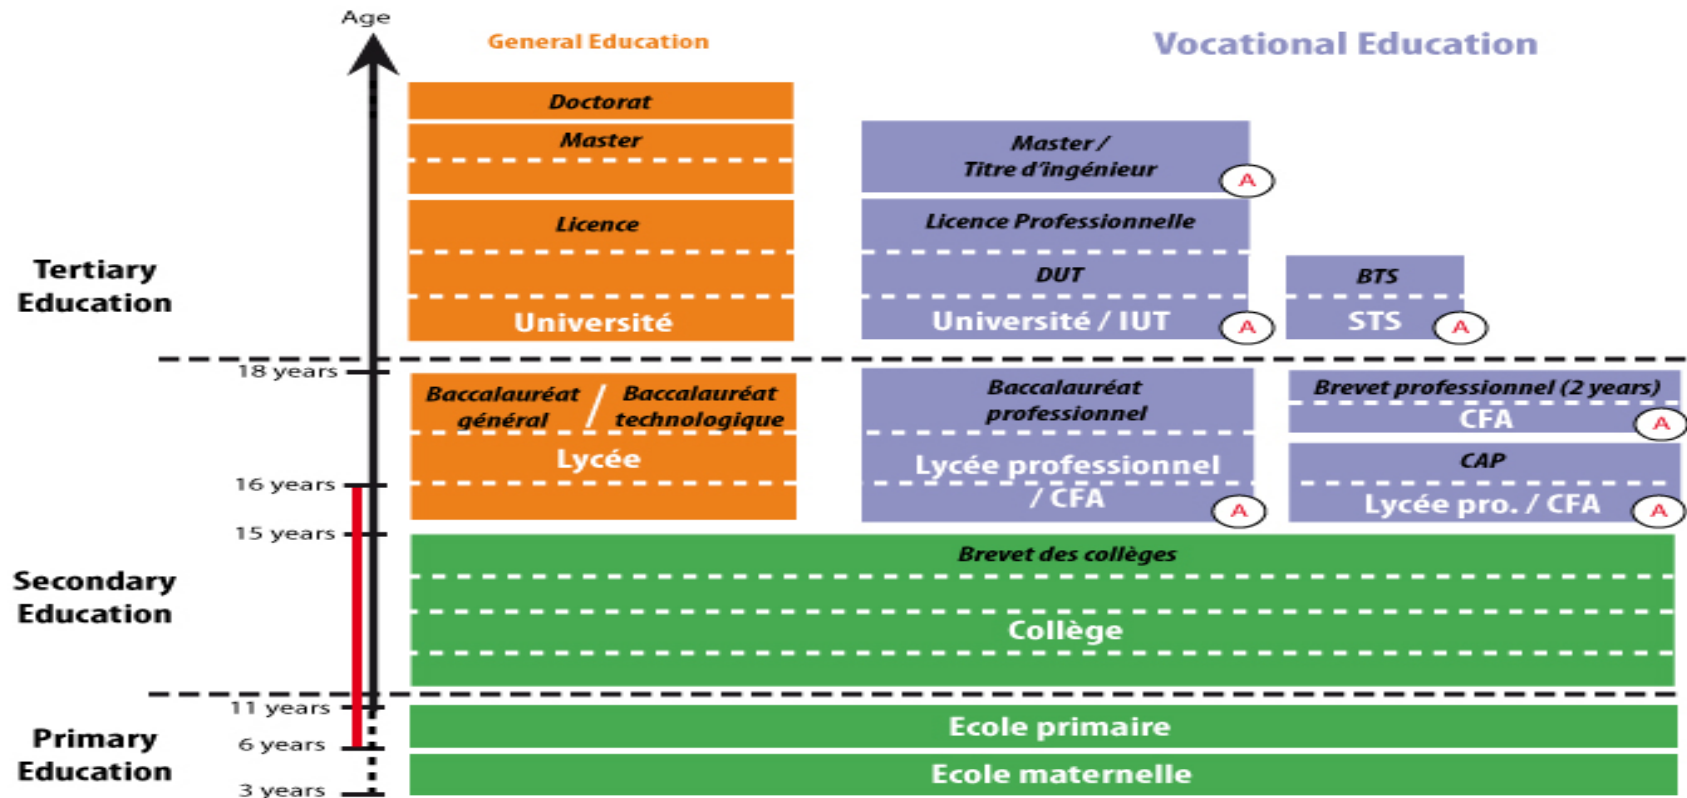 Age
General Education
Vocational Education
Doctorat
Master
Master /
Titre d'ingénieur
A
Licence
Licence Professionnelle
Tertiary
Education
DUT
BTS
Université
Université / IUT
A
STS
A
18 years
Baccalauréat
général
/
Baccalauréat
technologique
Baccalauréat
professionnel
Brevet professionnel (2 years)
CFA
A
Lycée
Lycée professionnel
/ CFA
A
CAP
Lycée pro. / CFA
A
16 years
15 years
Brevet des collèges
Secondary
Education
Collège
11 years
Ecole primaire
Primary
Education
6 years
Ecole maternelle
3 years